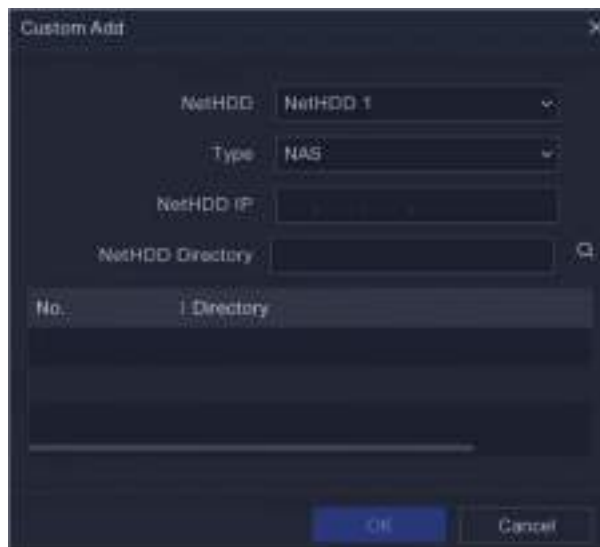 Custom Add
NetHDD NetHDD 1
Type NAS
NetHDD IP
NetHDD Directory
No. Directory
OK Cancel